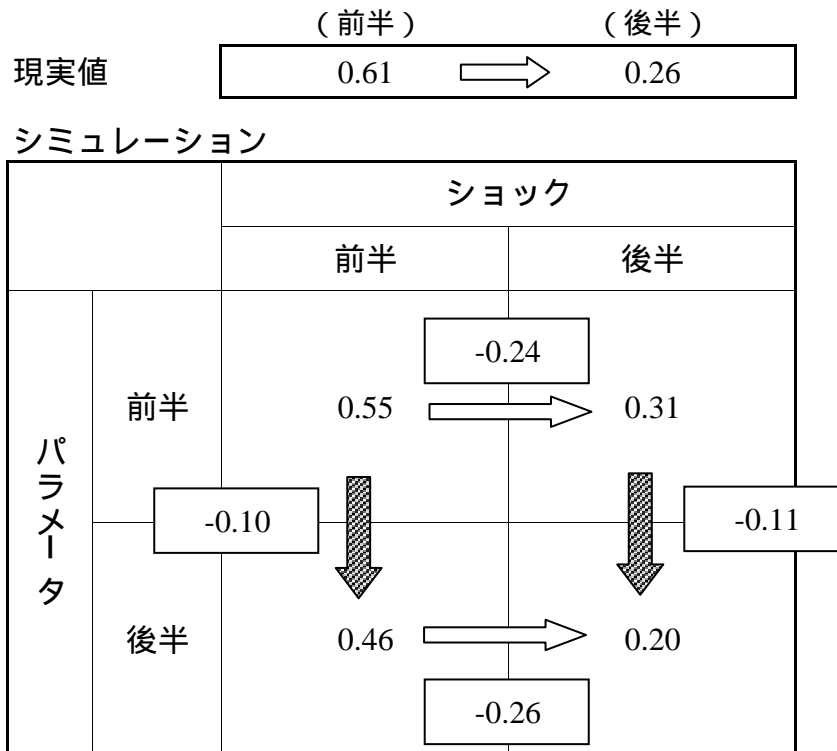 （前半） （後半）
現実値 0.61 0.26
シミュレーション
ショック
前半 後半
-0.24
前半 0.55 0.31
パラメータ
-0.10 -0.11
後半 0.46 0.20
-0.26